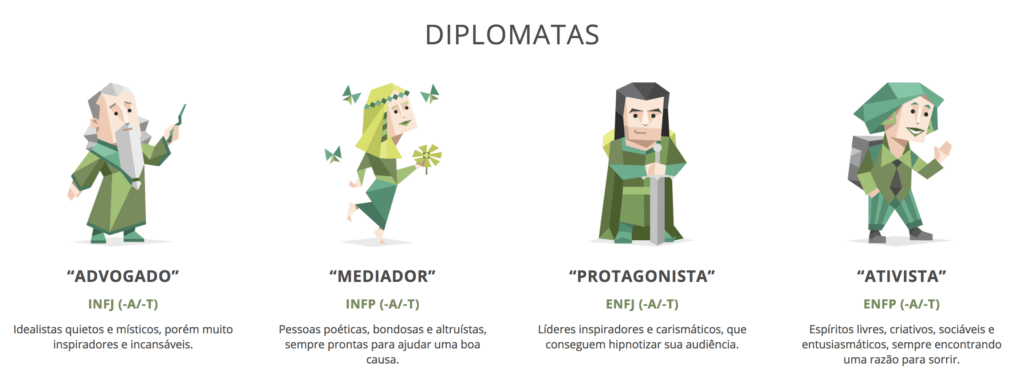 DIPLOMATAS
“ADVOGADO”
INFJ (-A/-T)
Idealistas quietos e místicos, porém muito
inspiradores e incansáveis.
“MEDIADOR”
INFP (-A/-T)
Pessoas poéticas, bondosas e altruístas,
sempre prontas para ajudar uma boa
causa.
“PROTAGONISTA”
ENFJ (-A/-T)
Líderes inspiradores e carismáticos, que
conseguem hipnotizar sua audiência.
“ATIVISTA”
ENFP (-A/-T)
Espíritos livres, criativos, sociáveis e
entusiasmáticos, sempre encontrando
uma razão para sorrir.